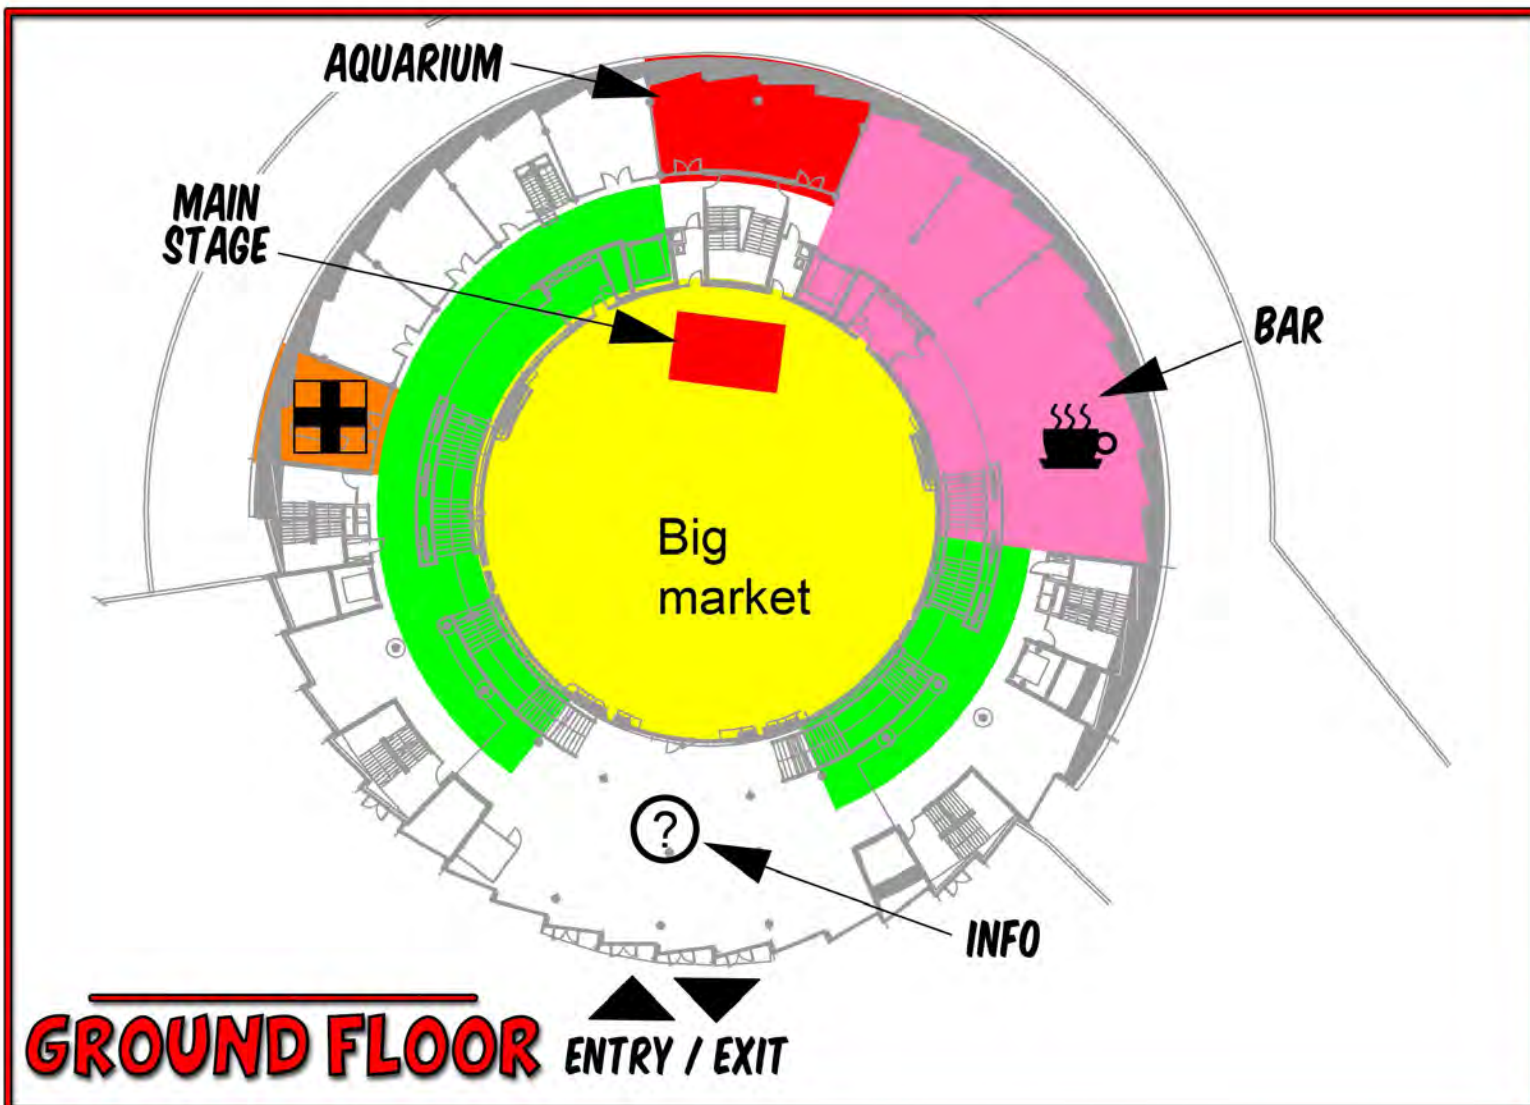 AQUARIUM
MAIN
STAGE
BAR
Big
market
?
INFO
GROUND FLOOR
ENTRY / EXIT